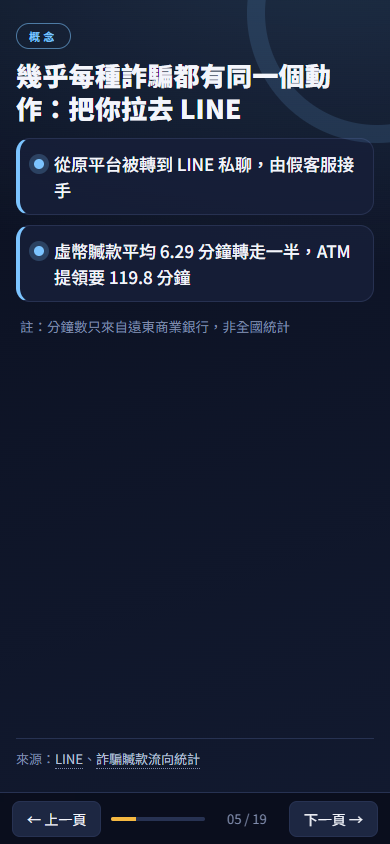 概念
幾乎每種詐騙都有同一個動
作：把你拉去 LINE
從原平台被轉到 LINE 私聊，由假客服接
手
虛幣贓款平均 6.29 分鐘轉走一半，ATM
提領要 119.8 分鐘
註：分鐘數只來自遠東商業銀行，非全國統計
來源：LINE、詐騙贓款流向統計
← 上一頁
05 / 19
下一頁 →